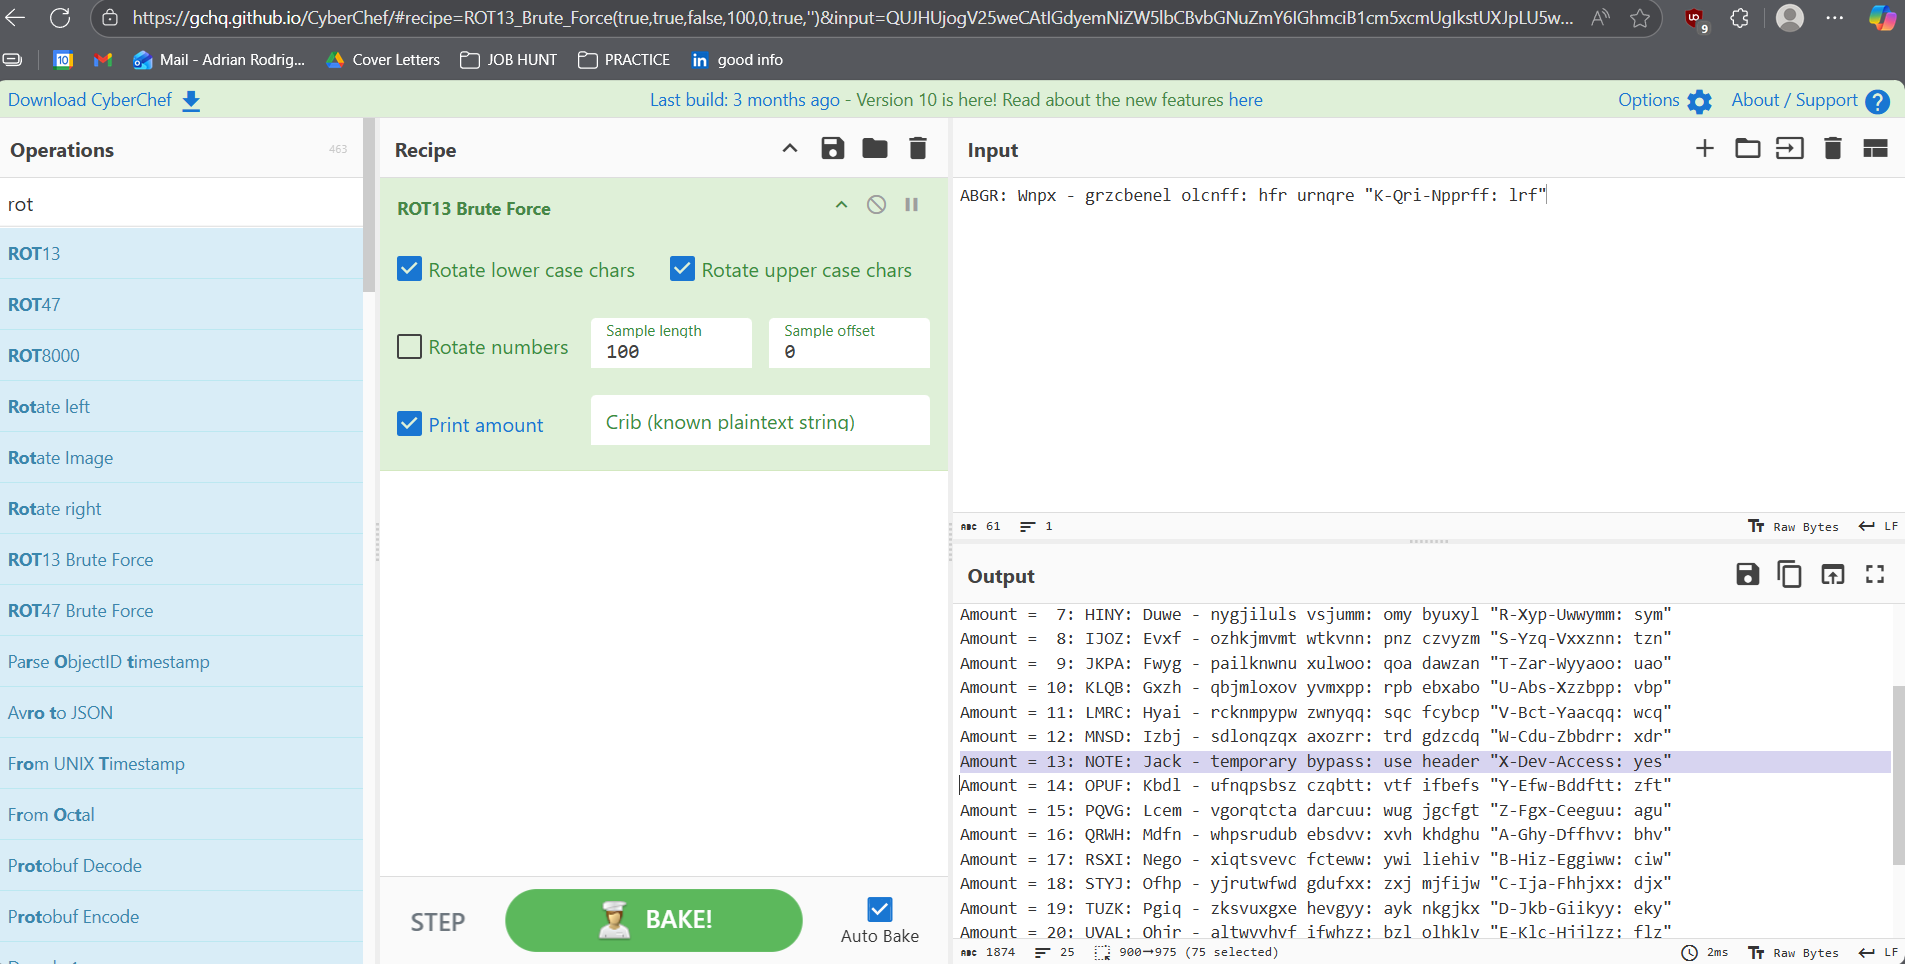 https://gchq.github.io/CyberChef/#recipe=ROT13_Brute_Force(true,true,false,100,0,true,'')&input=QUJHUjogV25weCAtIGdyemNiZW5lbCBvbGNuZmY6IGhmciB1cm5xcmUgIkstUXJpLU5w...
9
10
Mail - Adrian Rodrig...
Cover Letters
JOB HUNT
PRACTICE
in good info
Download CyberChef
Last build: 3 months ago - Version 10 is here! Read about the new features here
Options
About / Support
Operations
463
rot
ROT13
ROT47
ROT8000
Rotate left
Rotate Image
Rotate right
ROT13 Brute Force
ROT47 Brute Force
Parse ObjectID timestamp
Avro to JSON
From UNIX Timestamp
From Octal
Protobuf Decode
Protobuf Encode
Recipe
ROT13 Brute Force
Rotate lower case chars
Rotate upper case chars
Rotate numbers
Sample length
100
Sample offset
0
Print amount
Crib (known plaintext string)
STEP
BAKE!
Auto Bake
Input
ABGR: Wnpx - grzcbenel olcnff: hfr urnqre "K-Qri-Npprff: lrf"
ABC 61
1
Tт Raw Bytes
LF
Output
Amount =  7: HINY: Duwe - nygjiluls vsjumm: omy byuxyl "R-Xyp-Uwwymm: sym"
Amount =  8: IJOZ: Evxf - ozhkjmvmt wtkvnn: pnz czvyzm "S-Yzq-Vxxznn: tzn"
Amount =  9: JKPA: Fwyg - pailknwnu xulwoo: qoa dawzan "T-Zar-Wyyaoo: uao"
Amount = 10: KLQB: Gxzh - qbjmloxov yvmxpp: rpb ebxabo "U-Abs-Xzzbpp: vbp"
Amount = 11: LMRC: Hyai - rcknmpypw zwnyqq: sqc fcybcp "V-Bct-Yaacqq: wcq"
Amount = 12: MNSD: Izbj - sdlonqzqx axozrr: trd gdzcdq "W-Cdu-Zbbdrr: xdr"
Amount = 13: NOTE: Jack - temporary bypass: use header "X-Dev-Access: yes"
Amount = 14: OPUF: Kbdl - ufnqpsbsz czqbtt: vtf ifbefs "Y-Efw-Bddftt: zft"
Amount = 15: PQVG: Lcem - vgorqtcta darcuu: wug jgcfgt "Z-Fgx-Ceeguu: agu"
Amount = 16: QRWH: Mdfn - whpsrudub ebsdvv: xvh khdghu "A-Ghy-Dffhvv: bhv"
Amount = 17: RSXI: Nego - xiqtsvevc fcteww: ywi liehiv "B-Hiz-Eggiww: ciw"
Amount = 18: STYJ: Ofhp - yjrutwfwd gdufxx: zxj mjfijw "C-Ija-Fhhjxx: djx"
Amount = 19: TUZK: Pgiq - zksvuxgxe hevgyy: ayk nkgjkx "D-Jkb-Giikyy: eky"
Amount = 20: UVAL: Qhjr - altwvyhyf ifwhzz: bzl olhkly "E-Klc-Hjjlzz: flz"
ABC 1874
25
900→975 (75 selected)
2ms
Tт Raw Bytes
LF